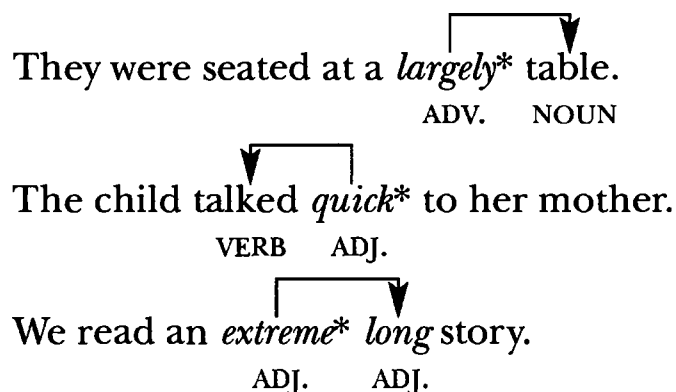 They were seated at a largely* table.
ADV. NOUN
The child talked quick* to her mother.
VERB ADJ.
We read an extreme* long story.
ADJ. ADJ.